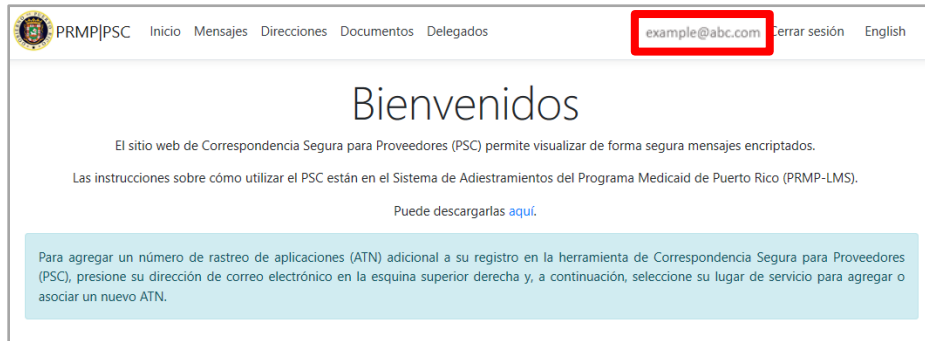 PRMP|PSC Inicio Mensajes Direcciones Documentos Delegados example@abc.com Cerrar sesión English
Bienvenidos
El sitio web de Correspondencia Segura para Proveedores (PSC) permite visualizar de forma segura mensajes encriptados.
Las instrucciones sobre cómo utilizar el PSC están en el Sistema de Adiestramientos del Programa Medicaid de Puerto Rico (PRMP-LMS).
Puede descargarlas aquí.
Para agregar un número de rastreo de aplicaciones (ATN) adicional a su registro en la herramienta de Correspondencia Segura para Proveedores
(PSC), presione su dirección de correo electrónico en la esquina superior derecha y, a continuación, seleccione su lugar de servicio para agregar o
asociar un nuevo ATN.